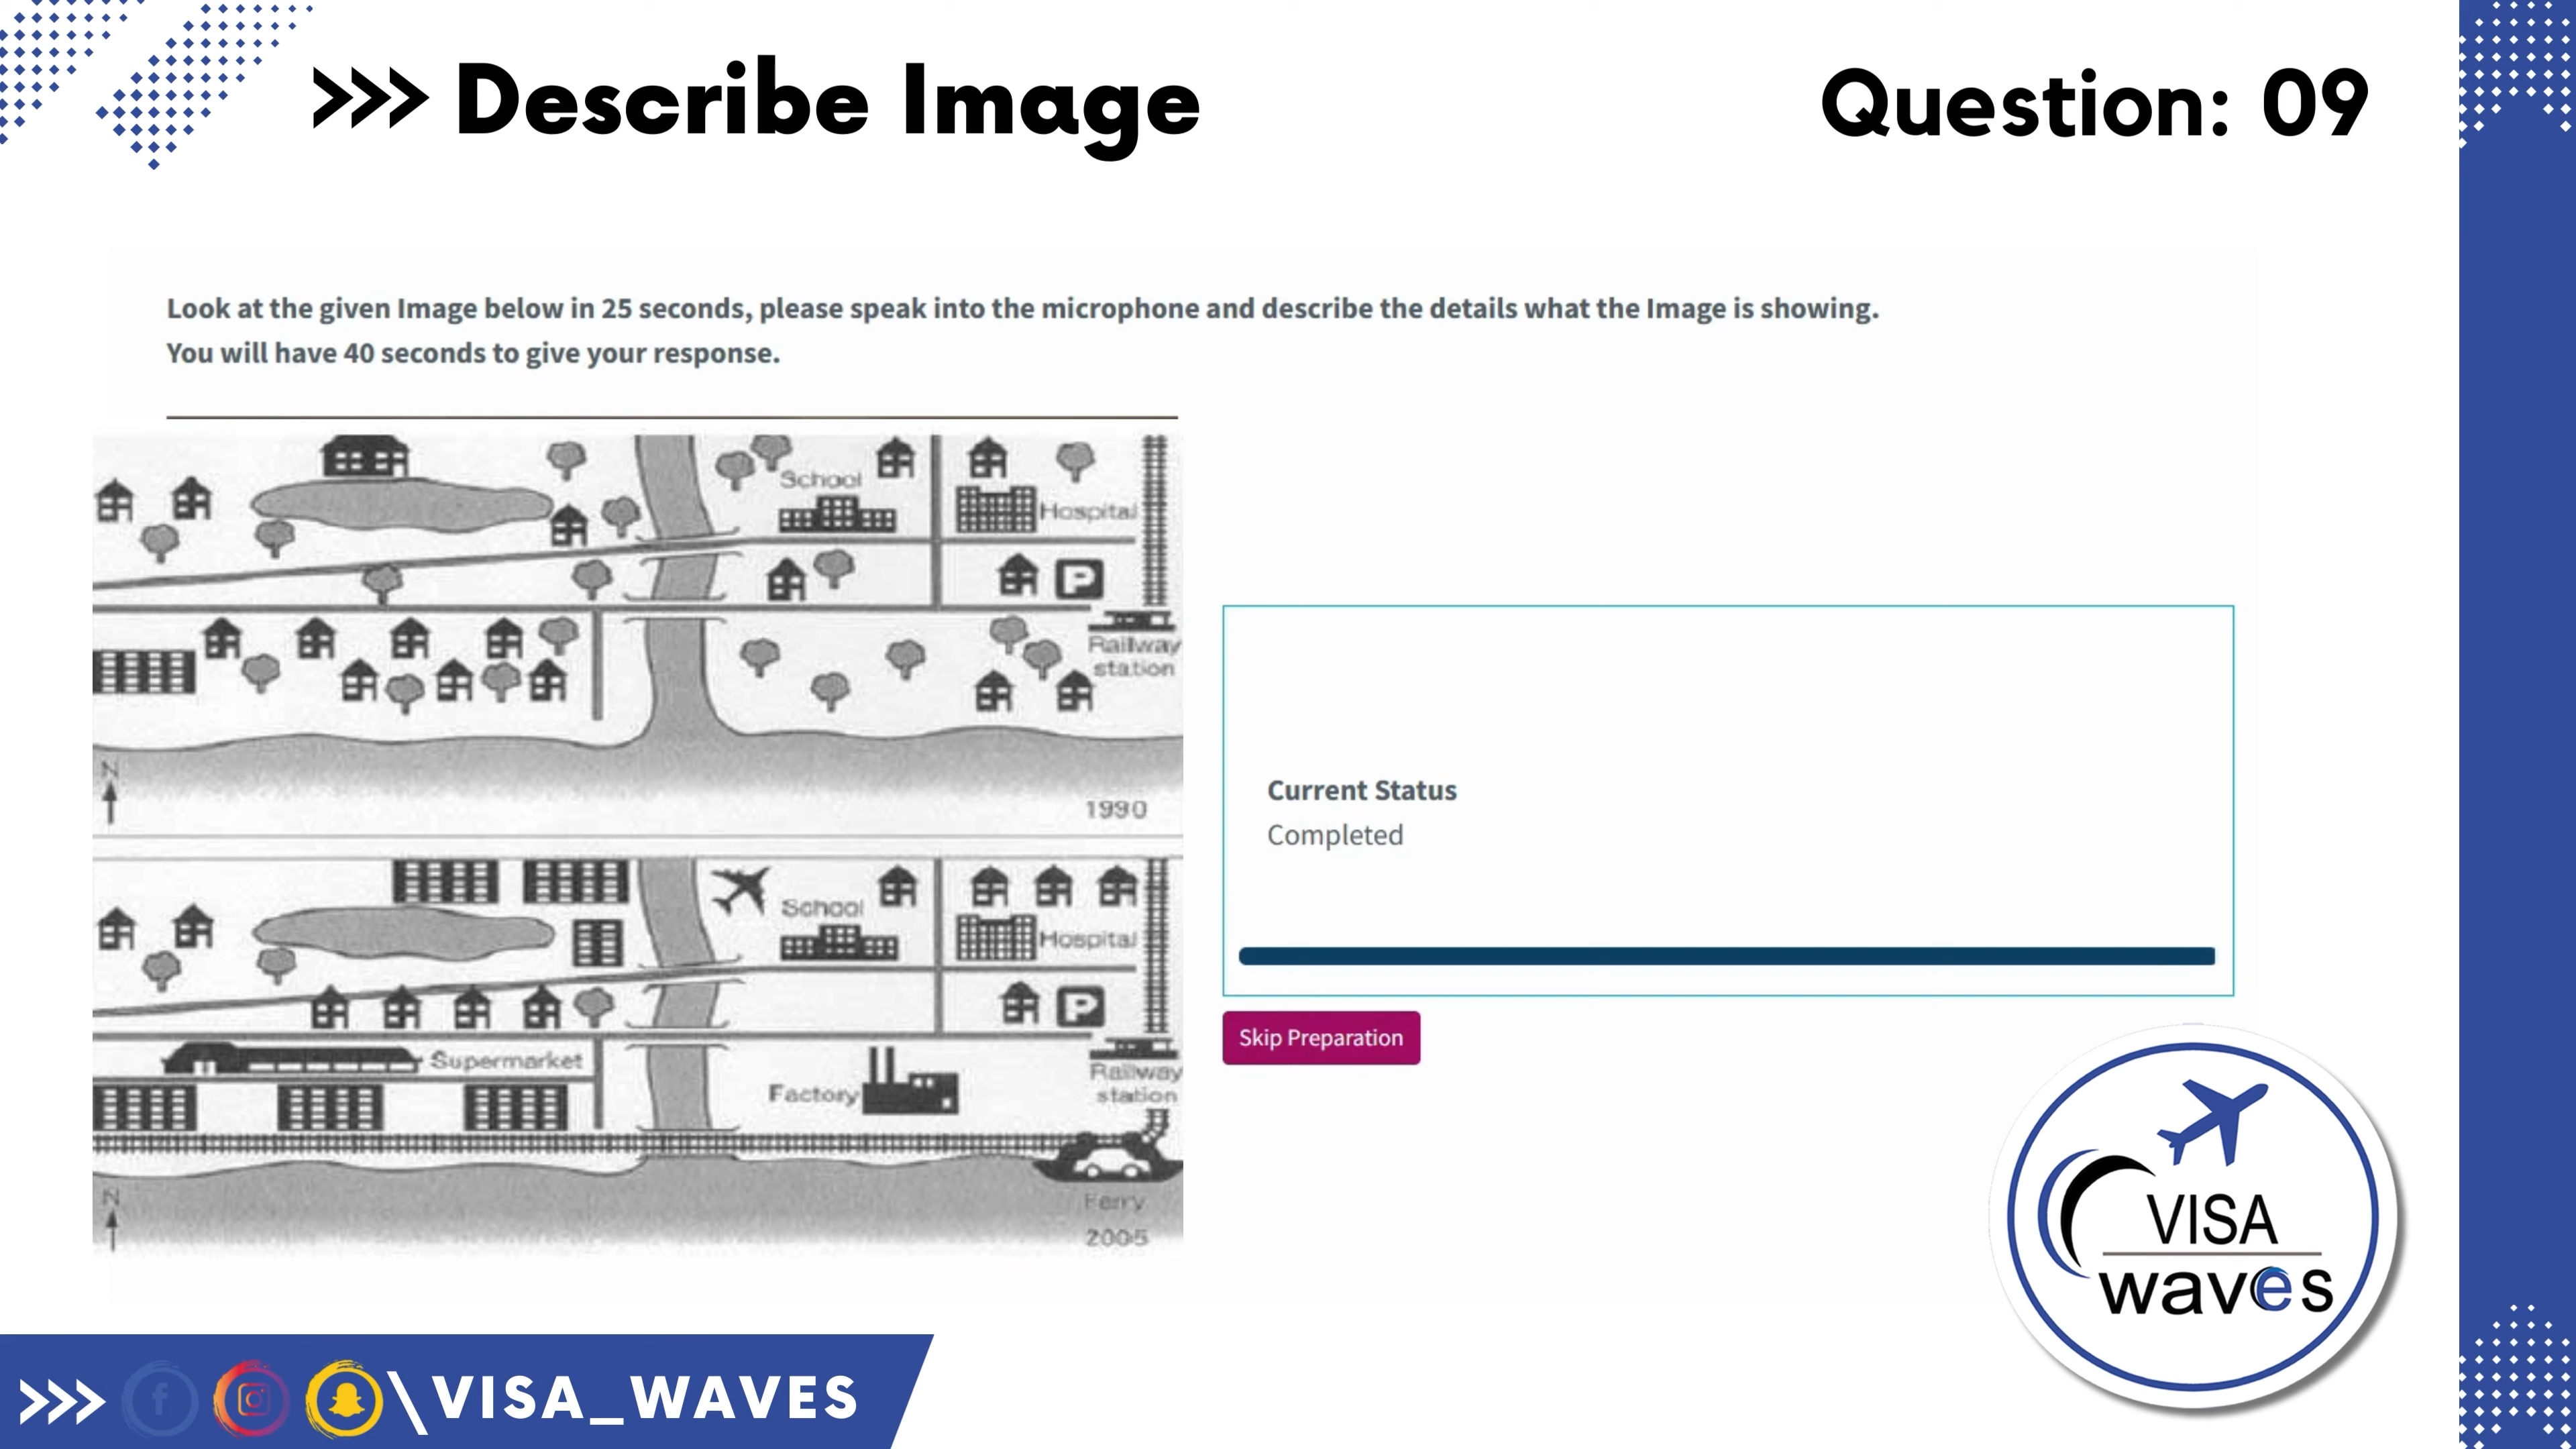 >>> Describe Image
Question: 09
Look at the given Image below in 25 seconds, please speak into the microphone and describe the details what the Image is showing.
You will have 40 seconds to give your response.
School
Hospital
P
Railway
station
N
1990
School
Hospital
P
Supermarket
Factory
Railway
station
N
Ferry
2005
Current Status
Completed
Skip Preparation
VISA
waves
>>> \VISA_WAVES